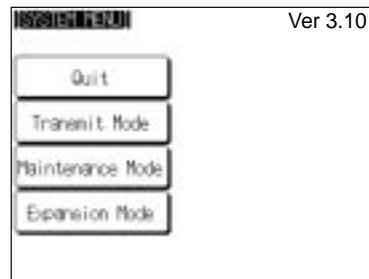 [SYSTEM MENU] Ver 3.10
Quit
Transmit Mode
Maintenance Mode
Expansion Mode